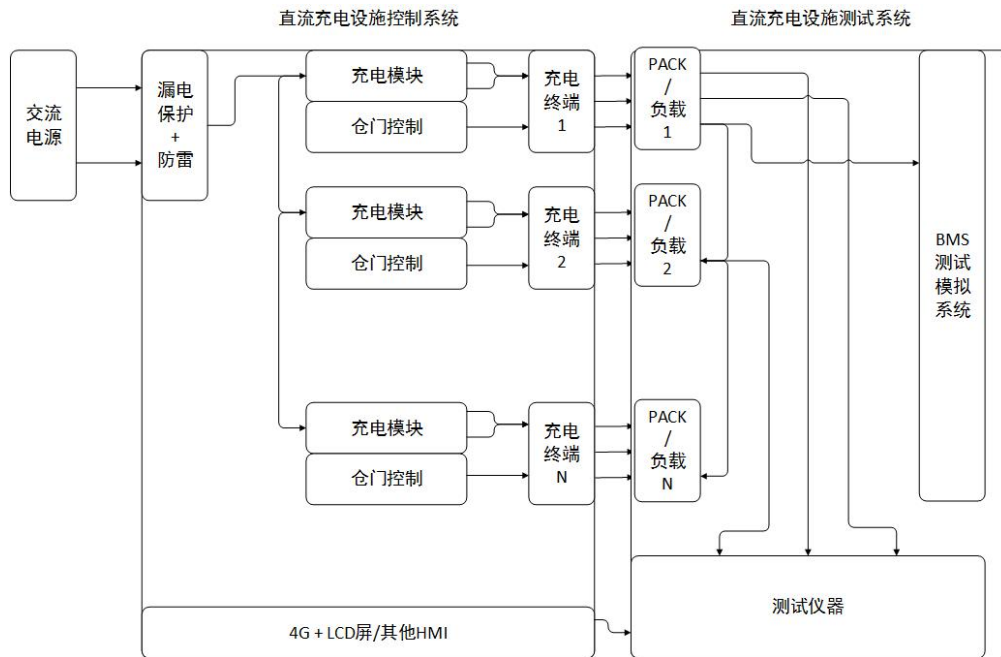 直流充电设施控制系统
直流充电设施测试系统
交流
电源
漏电
保护
+
防雷
充电模块
仓门控制
充电
终端
1
PACK
/
负载
1
充电模块
仓门控制
充电
终端
2
PACK
/
负载
2
BMS
测试
模拟
系统
充电模块
仓门控制
充电
终端
N
PACK
/
负载
N
测试仪器
4G + LCD屏/其他HMI